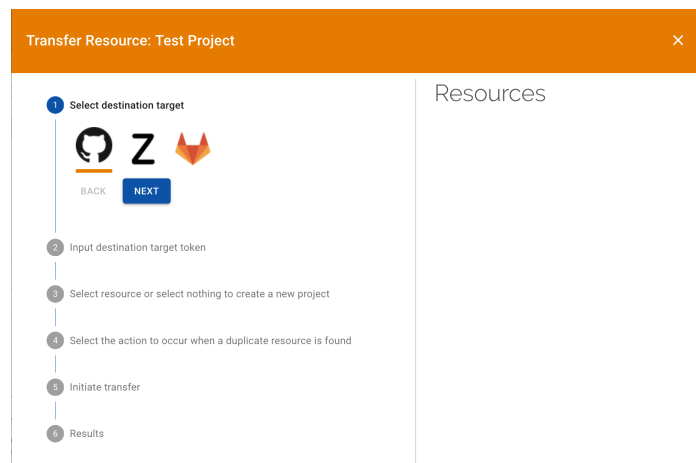 Transfer Resource: Test Project
1 Select destination target
Z
BACK NEXT
2 Input destination target token
3 Select resource or select nothing to create a new project
4 Select the action to occur when a duplicate resource is found
5 Initiate transfer
6 Results
Resources